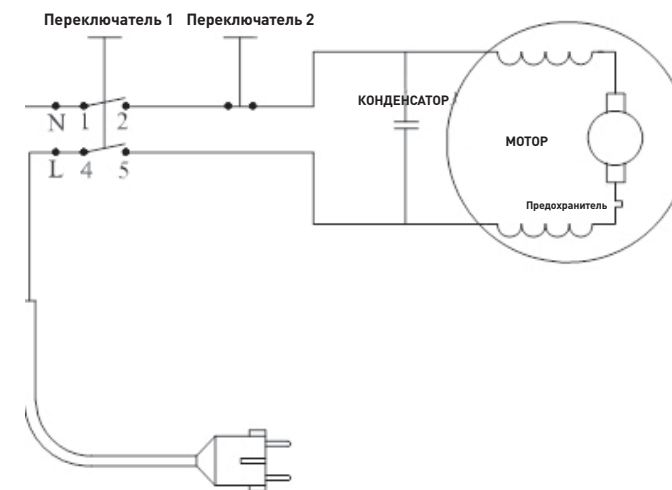 Переключатель 1 Переключатель 2
N 1 2
КОНДЕНСАТОР
L 4 5
МОТОР
Предохранитель